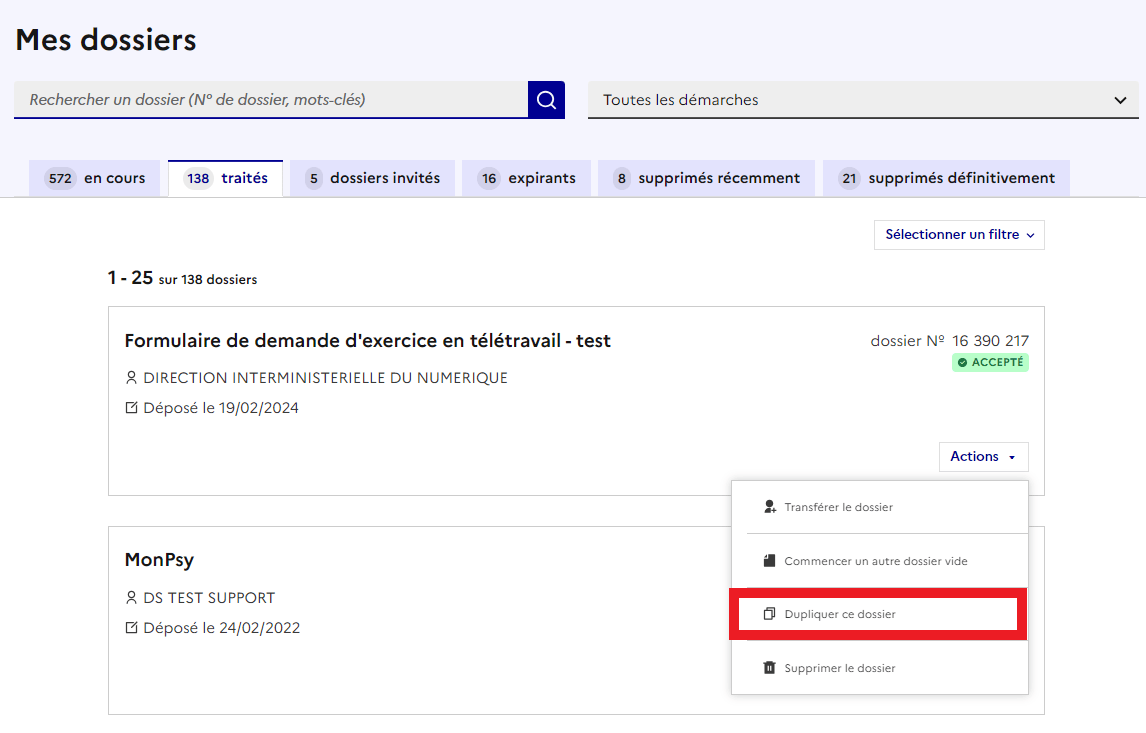 Mes dossiers
Rechercher un dossier (N° de dossier, mots-clés)
Toutes les démarches
572 en cours
138 traités
5 dossiers invités
16 expirants
8 supprimés récemment
21 supprimés définitivement
Sélectionner un filtre
1 - 25 sur 138 dossiers
Formulaire de demande d'exercice en télétravail - test
dossier Nº 16 390 217
ACCEPTÉ
DIRECTION INTERMINISTERIELLE DU NUMERIQUE
Déposé le 19/02/2024
Actions
Transférer le dossier
Commencer un autre dossier vide
Dupliquer ce dossier
Supprimer le dossier
MonPsy
DS TEST SUPPORT
Déposé le 24/02/2022